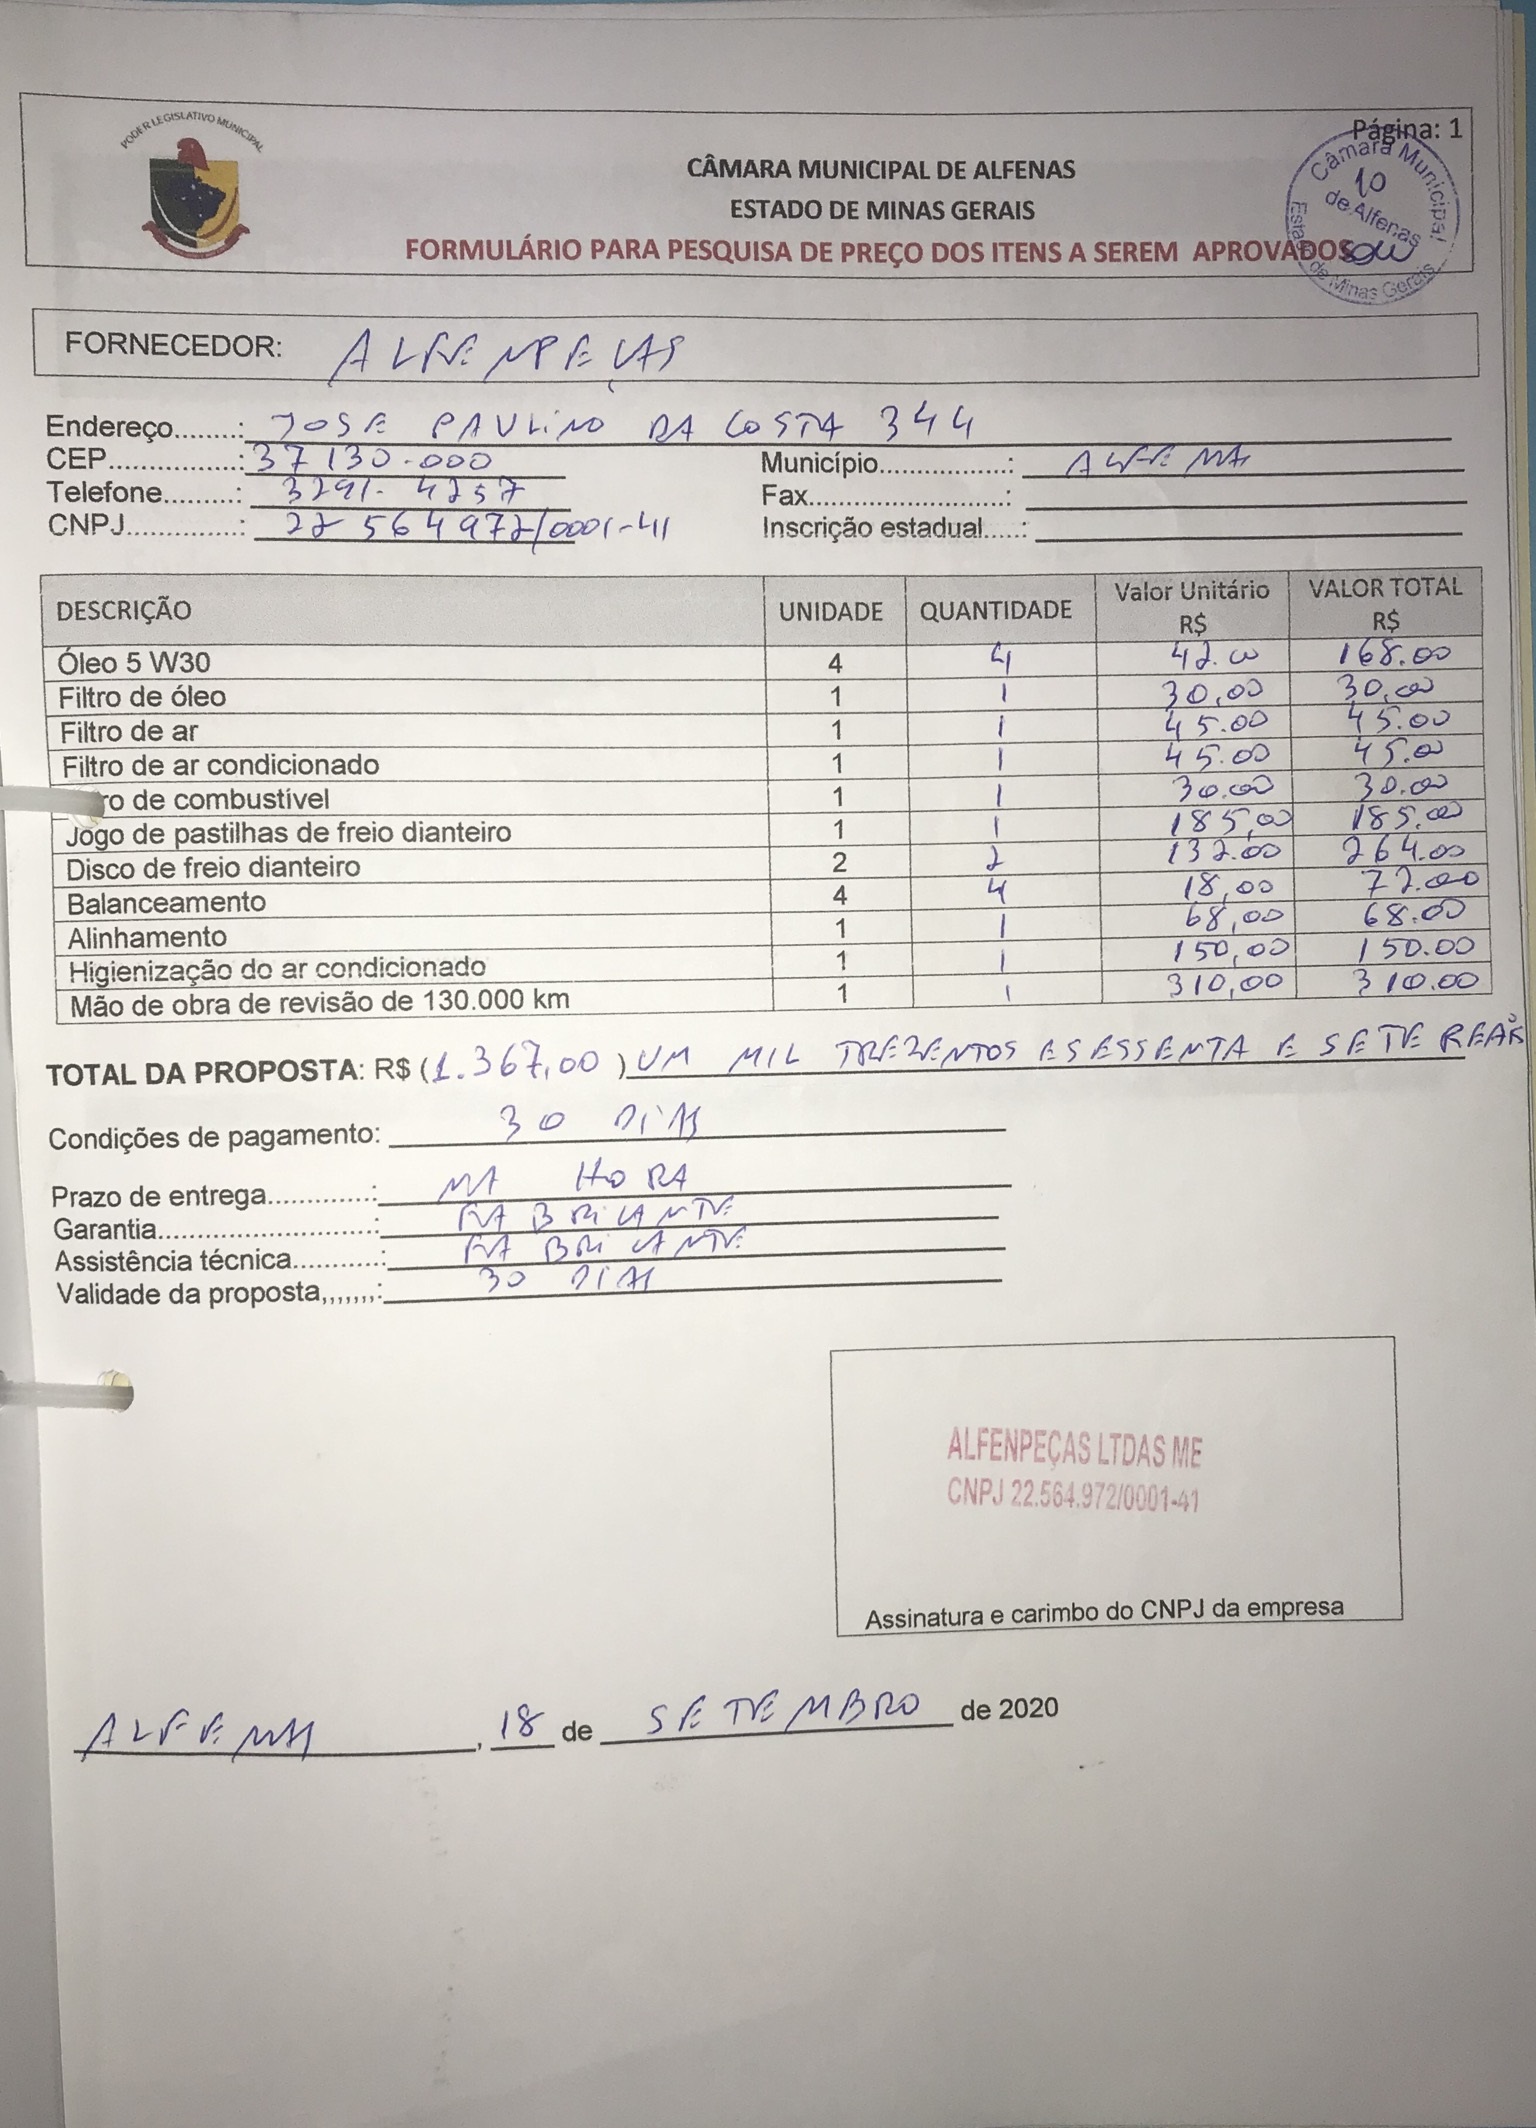 PODER LEGISLATIVO MUNICIPAL
Página: 1
CÂMARA MUNICIPAL DE ALFENAS
ESTADO DE MINAS GERAIS
FORMULÁRIO PARA PESQUISA DE PREÇO DOS ITENS A SEREM APROVADOS
Câmara Municipal
10
de Alfenas
Estado de Minas Gerais
FORNECEDOR: ALFENPEÇAS
Endereço........: JOSE PAULINO DA COSTA 344
CEP..............: 37130-000 Município.................: ALFENAS
Telefone.........: 3291-4257 Fax..........................:
CNPJ...............: 22 564972/0001-41 Inscrição estadual.....:
DESCRIÇÃO UNIDADE QUANTIDADE Valor Unitário R$ VALOR TOTAL R$
Óleo 5 W30 4 4 42.00 168.00
Filtro de óleo 1 1 30,00 30,00
Filtro de ar 1 1 45.00 45.00
Filtro de ar condicionado 1 1 45.00 45.00
ro de combustível 1 1 30.00 30.00
Jogo de pastilhas de freio dianteiro 1 1 185,00 185,00
Disco de freio dianteiro 2 2 132.00 264.00
Balanceamento 4 4 18,00 72.00
Alinhamento 1 1 68,00 68.00
Higienização do ar condicionado 1 1 150,00 150.00
Mão de obra de revisão de 130.000 km 1 1 310,00 310.00
TOTAL DA PROPOSTA: R$ (1.367,00) UM MIL TREZENTOS E SESSENTA E SETE REAIS
Condições de pagamento: 30 DIAS
Prazo de entrega.............: NA HORA
Garantia............................: FABRICANTE
Assistência técnica...........: FABRICANTE
Validade da proposta,,,,,,,: 30 DIAS
ALFENPEÇAS LTDAS ME
CNPJ 22.564.972/0001-41
Assinatura e carimbo do CNPJ da empresa
ALFENAS, 18 de SETEMBRO de 2020